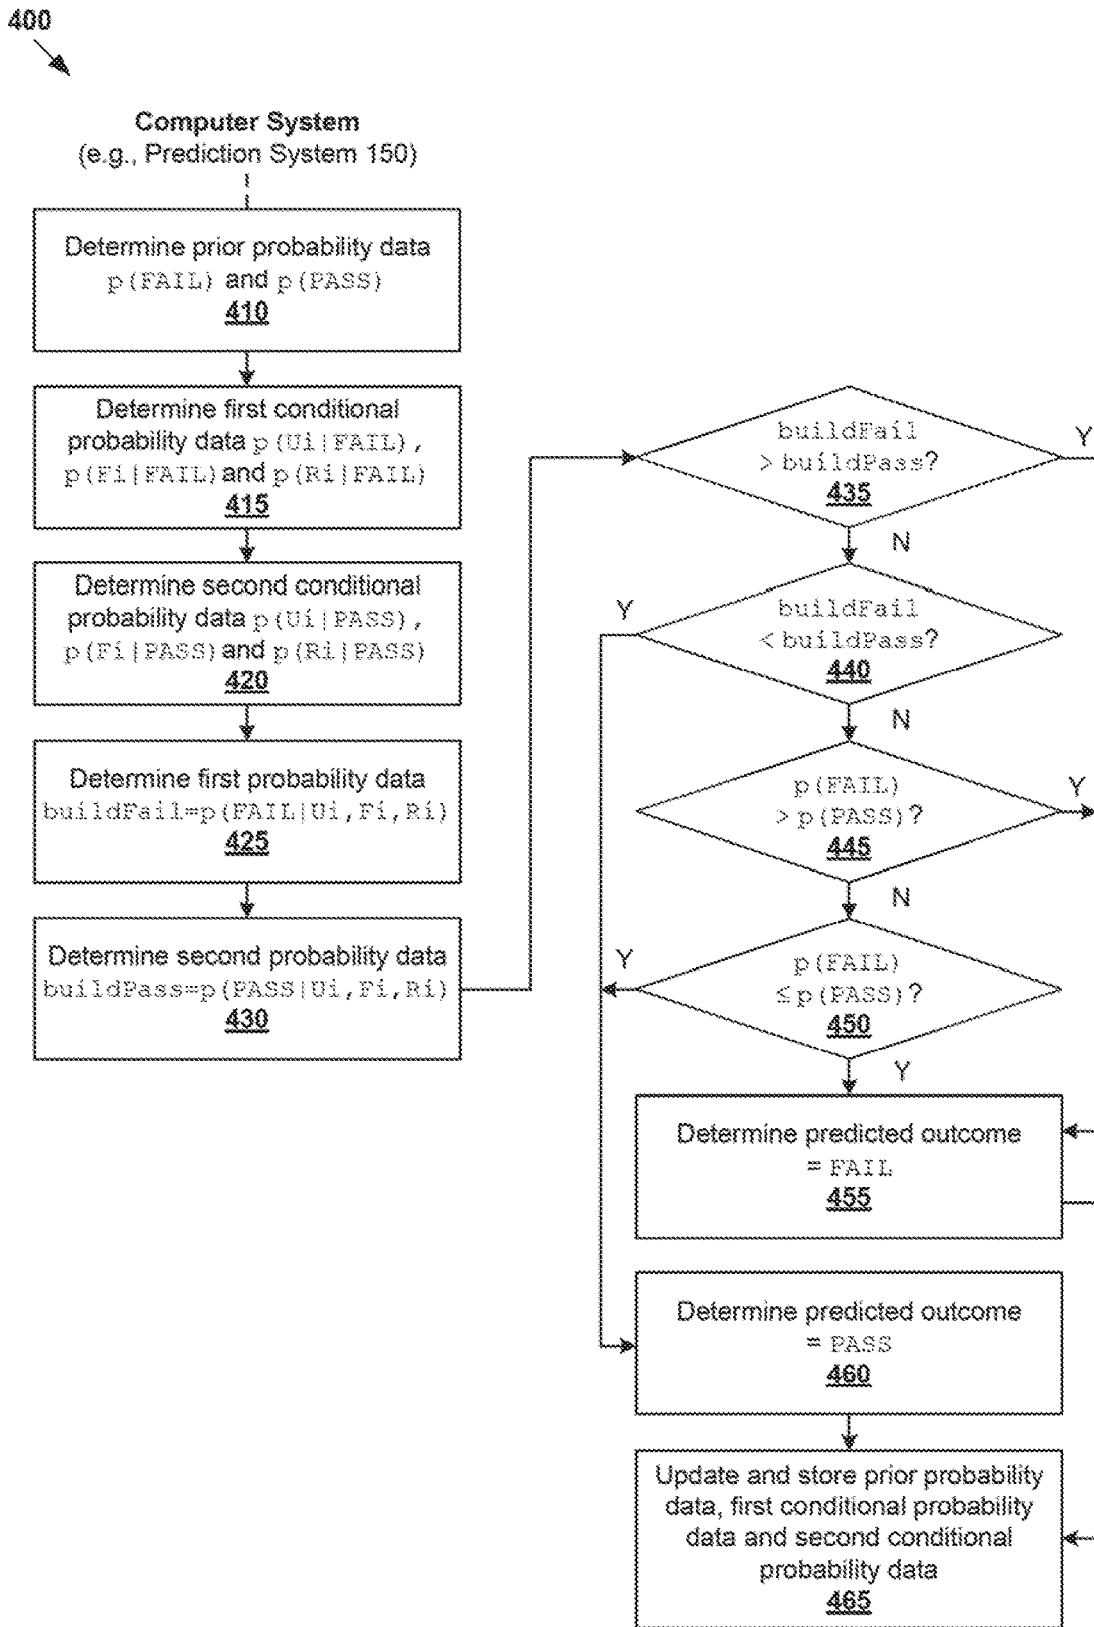 400
Computer System
(e.g., Prediction System 150)
Determine prior probability data
p(FAIL) and p(PASS)
410
Determine first conditional
probability data p(Ui|FAIL),
p(Fi|FAIL) and p(Ri|FAIL)
415
Determine second conditional
probability data p(Ui|PASS),
p(Fi|PASS) and p(Ri|PASS)
420
Determine first probability data
buildFail=p(FAIL|Ui,Fi,Ri)
425
Determine second probability data
buildPass=p(PASS|Ui,Fi,Ri)
430
buildFail
> buildPass?
435
Y
N
buildFail
< buildPass?
440
Y
N
p(FAIL)
> p(PASS)?
445
Y
N
p(FAIL)
≤ p(PASS)?
450
Y
Y
Determine predicted outcome
= FAIL
455
Determine predicted outcome
= PASS
460
Update and store prior probability
data, first conditional probability
data and second conditional
probability data
465